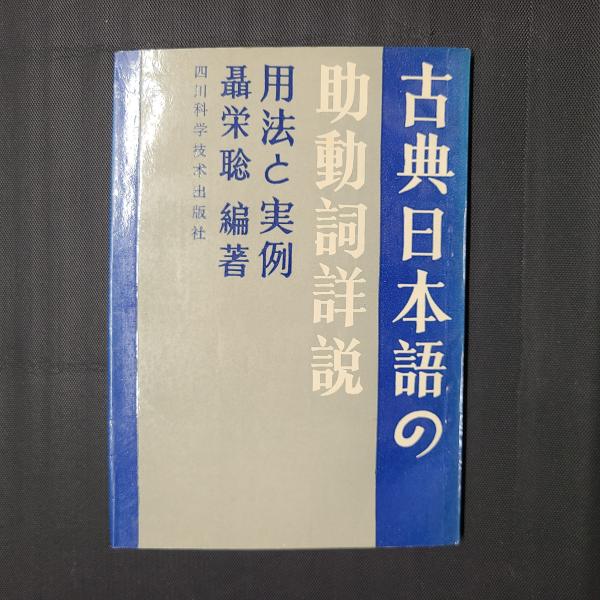 古典日本語の
助動詞詳説
用法と実例
聶栄聡 編著
四川科学技术出版社